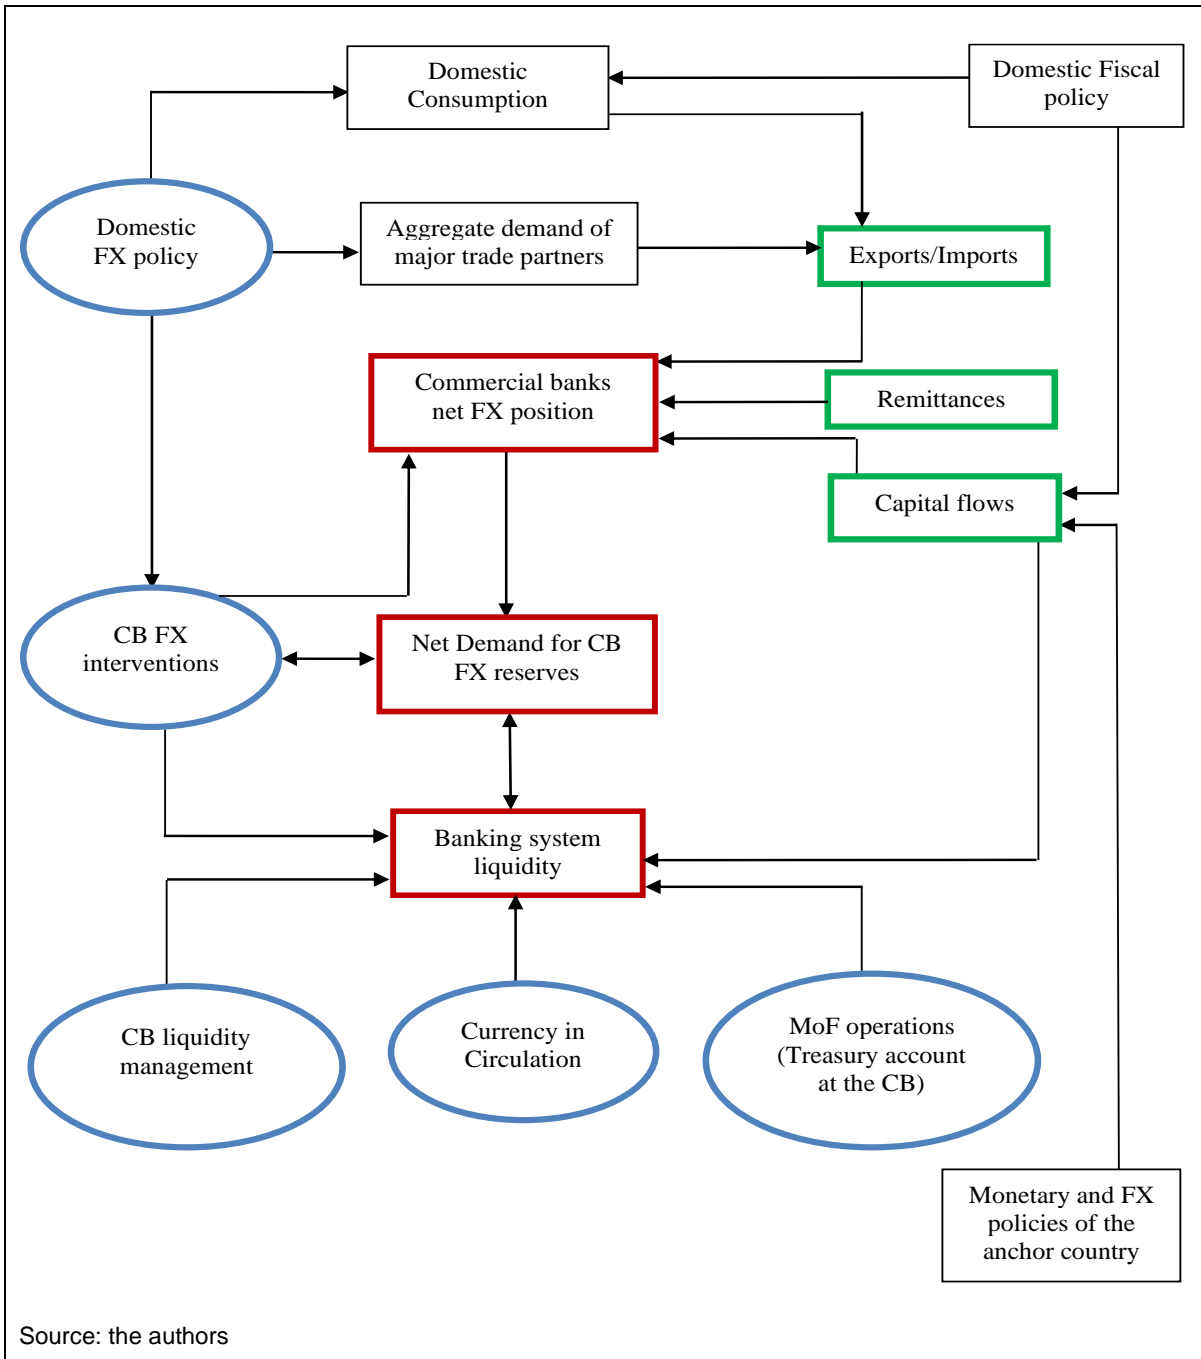 Domestic
Consumption
Domestic Fiscal
policy
Domestic
FX policy
Aggregate demand of
major trade partners
Exports/Imports
Commercial banks
net FX position
Remittances
Capital flows
CB FX
interventions
Net Demand for CB
FX reserves
Banking system
liquidity
CB liquidity
management
Currency in
Circulation
MoF operations
(Treasury account
at the CB)
Monetary and FX
policies of the
anchor country
Source: the authors